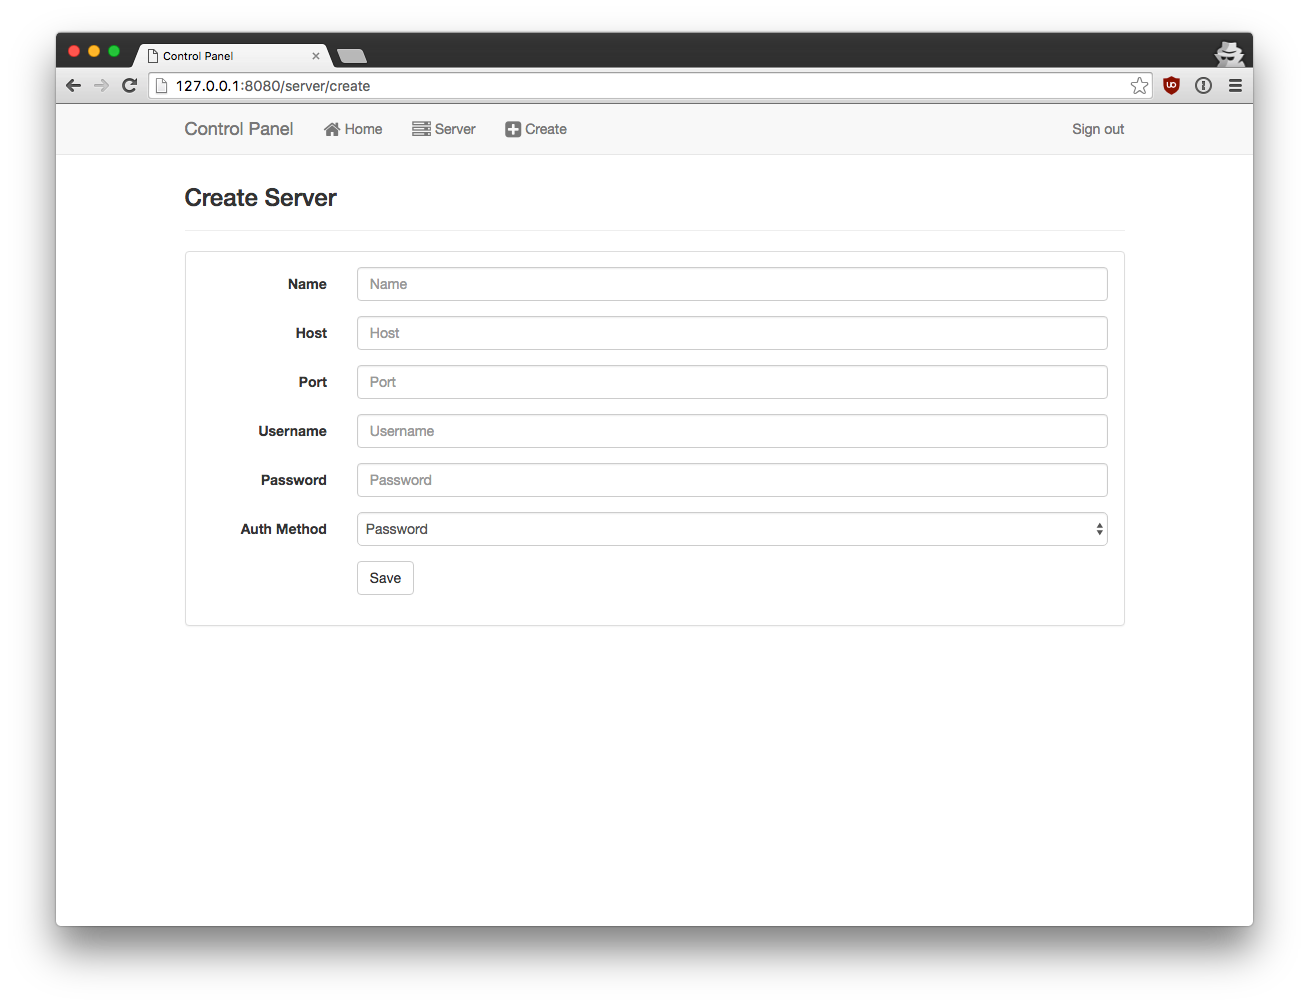 Control Panel
127.0.0.1:8080/server/create
Control Panel Home Server Create Sign out
Create Server
Name Name
Host Host
Port Port
Username Username
Password Password
Auth Method Password
Save